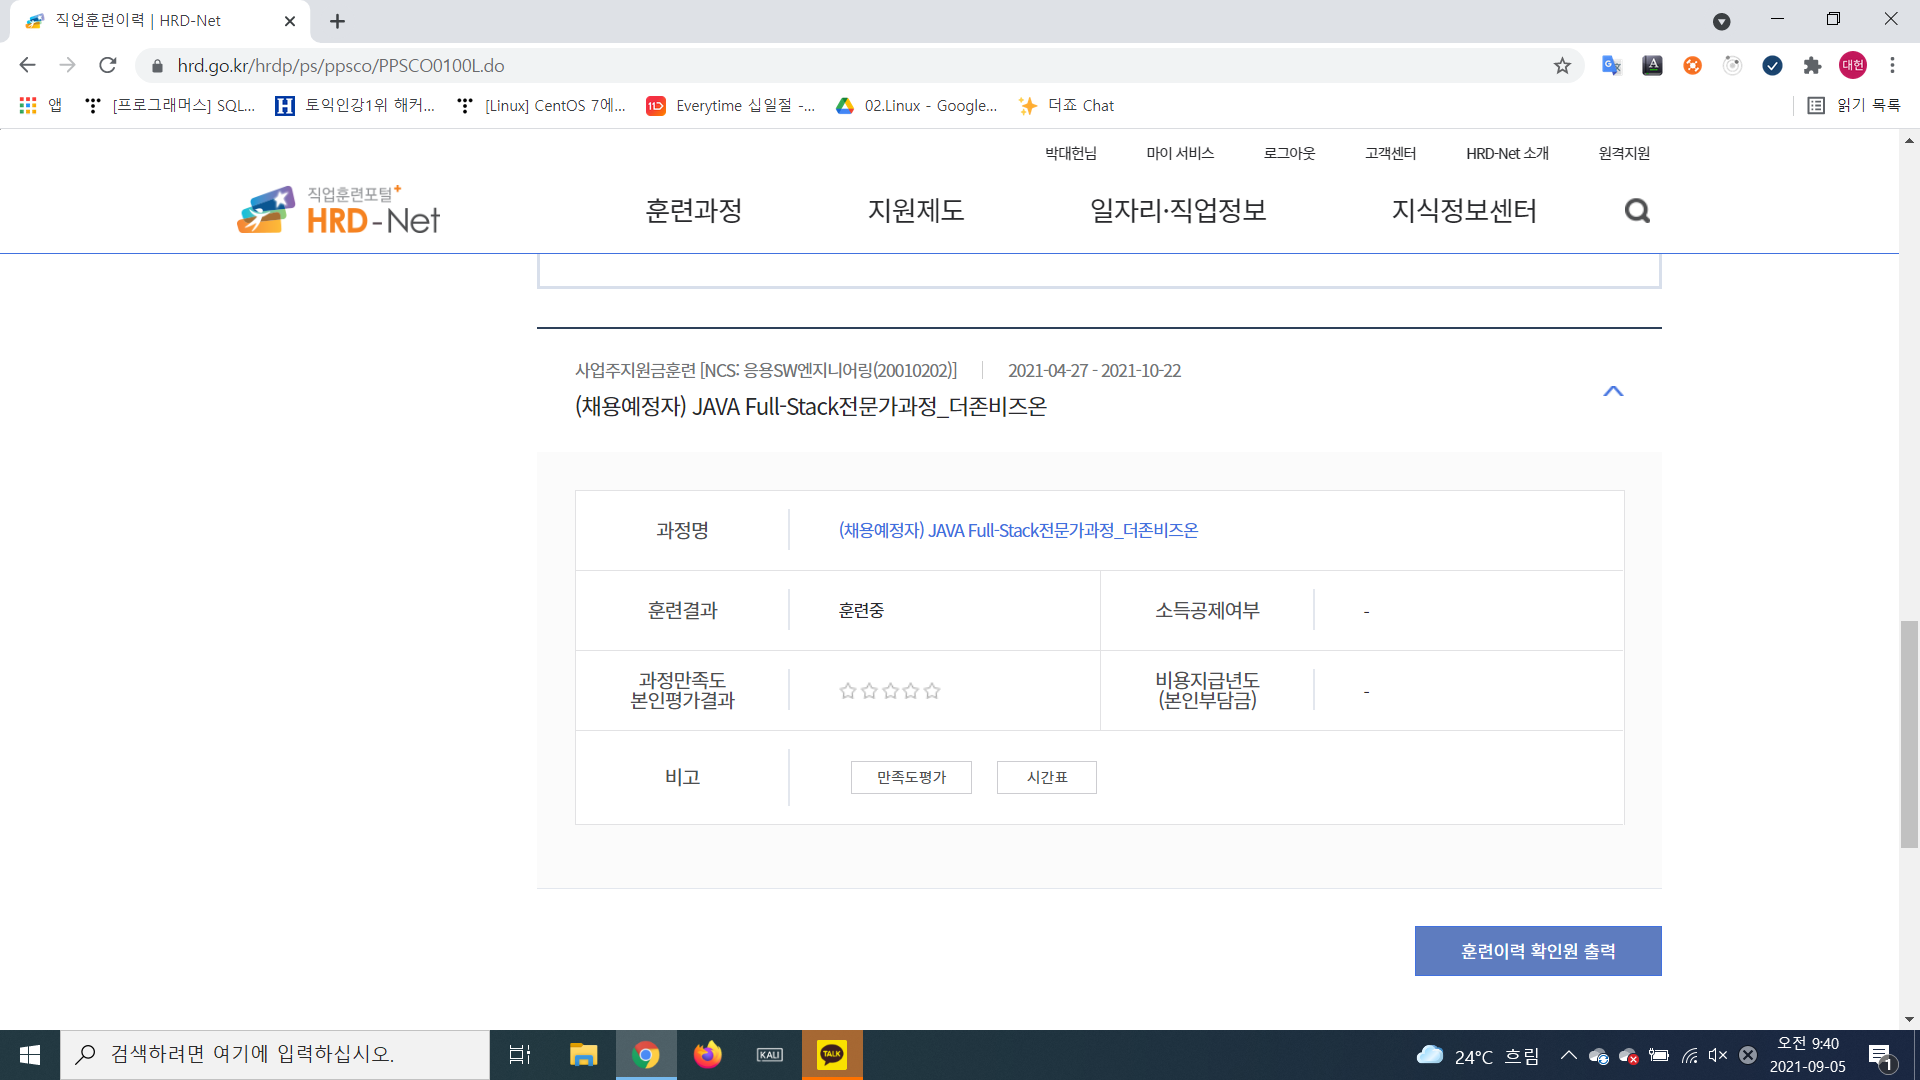 직업훈련이력 | HRD-Net
hrd.go.kr/hrdp/ps/ppsco/PPSCO0100L.do
대헌
앱
[프로그래머스] SQL...
토익인강1위 해커...
[Linux] CentOS 7에...
Everytime 십일절 -...
02.Linux - Google...
더죠 Chat
읽기 목록
박대헌님
마이 서비스
로그아웃
고객센터
HRD-Net 소개
원격지원
직업훈련포털+
HRD-Net
훈련과정
지원제도
일자리·직업정보
지식정보센터
사업주지원금훈련 [NCS: 응용SW엔지니어링(20010202)]
2021-04-27 - 2021-10-22
(채용예정자) JAVA Full-Stack전문가과정_더존비즈온
과정명
(채용예정자) JAVA Full-Stack전문가과정_더존비즈온
훈련결과
훈련중
소득공제여부
-
과정만족도
본인평가결과
비용지급년도
(본인부담금)
-
비고
만족도평가
시간표
훈련이력 확인원 출력
검색하려면 여기에 입력하십시오.
KALI
TALK
24°C 흐림
오전 9:40
2021-09-05
1